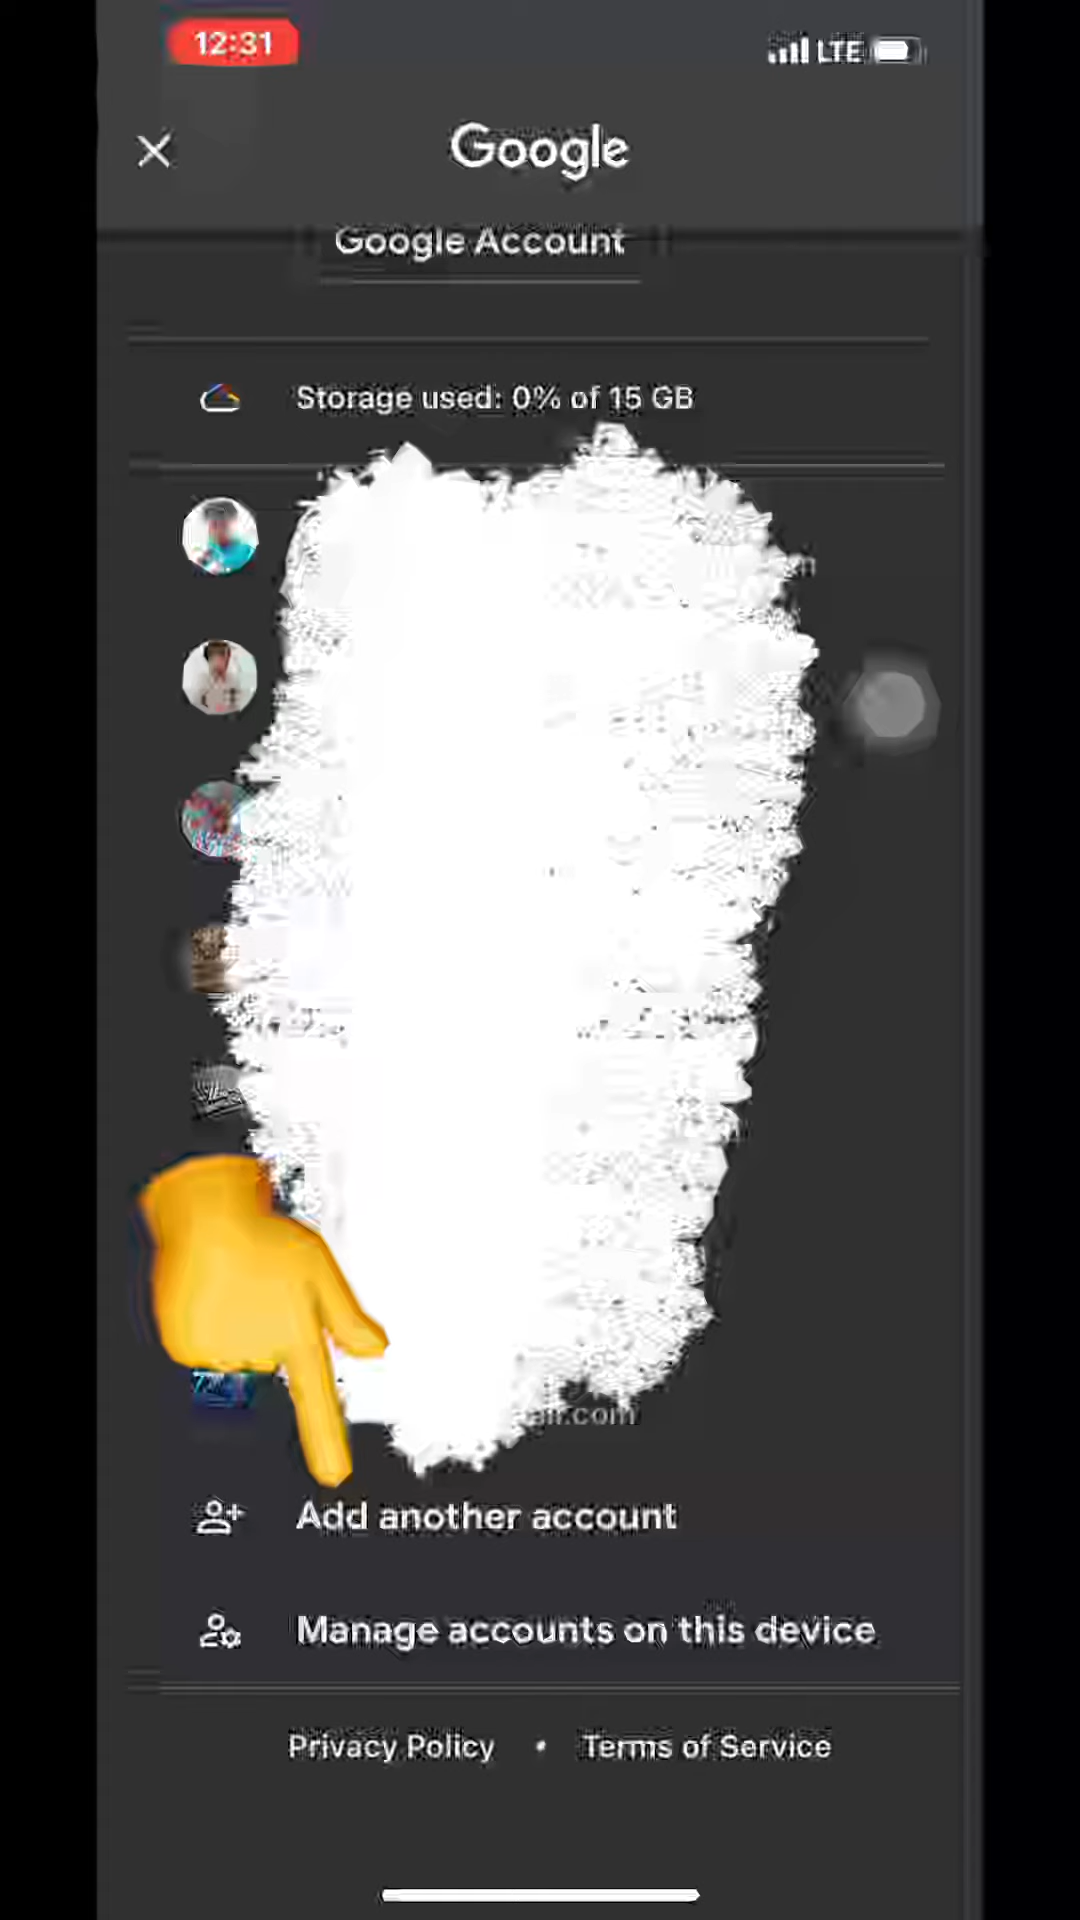 12:31
LTE
Google
Google Account
Storage used: 0% of 15 GB
Add another account
Manage accounts on this device
Privacy Policy • Terms of Service